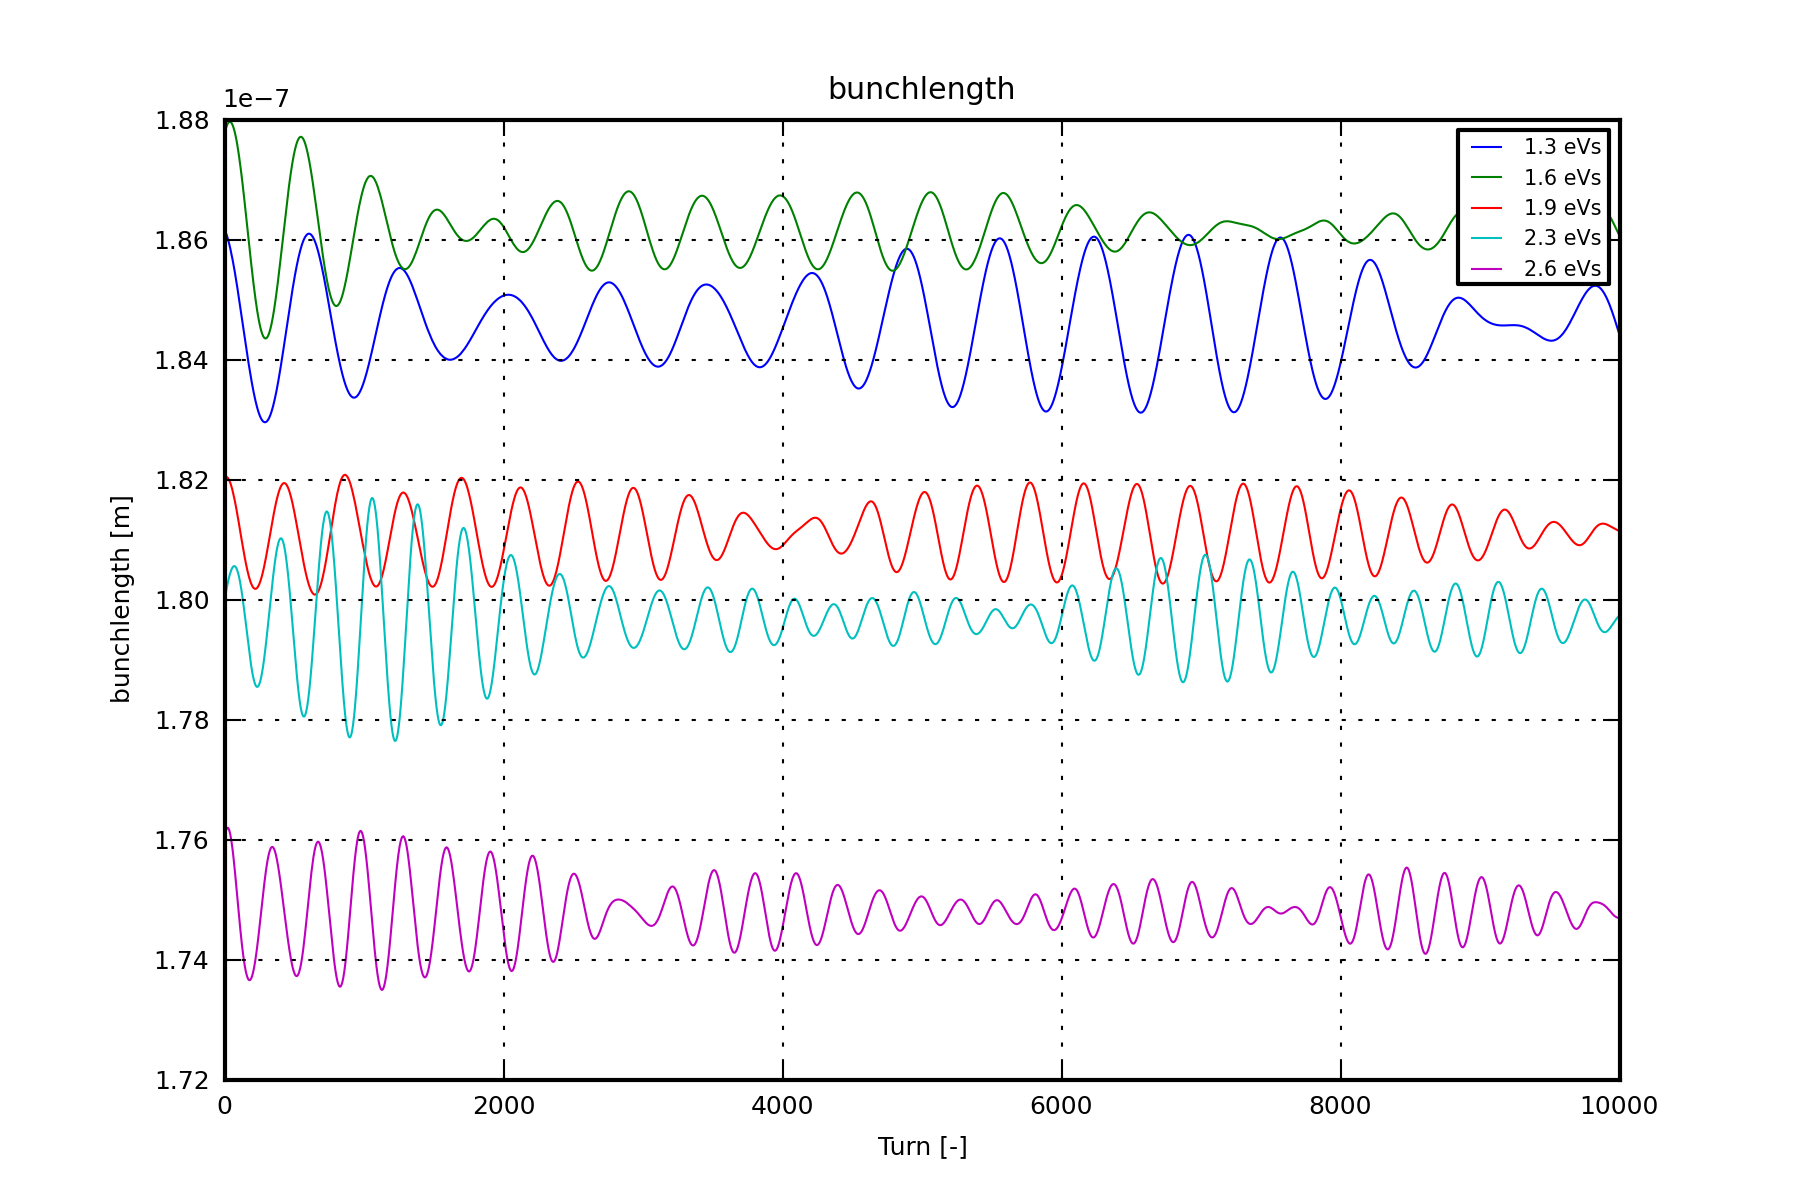 bunchlength
1e−7
1.88
1.86
1.84
1.82
1.80
1.78
1.76
1.74
1.72
bunchlength [m]
1.3 eVs
1.6 eVs
1.9 eVs
2.3 eVs
2.6 eVs
0 2000 4000 6000 8000 10000
Turn [-]